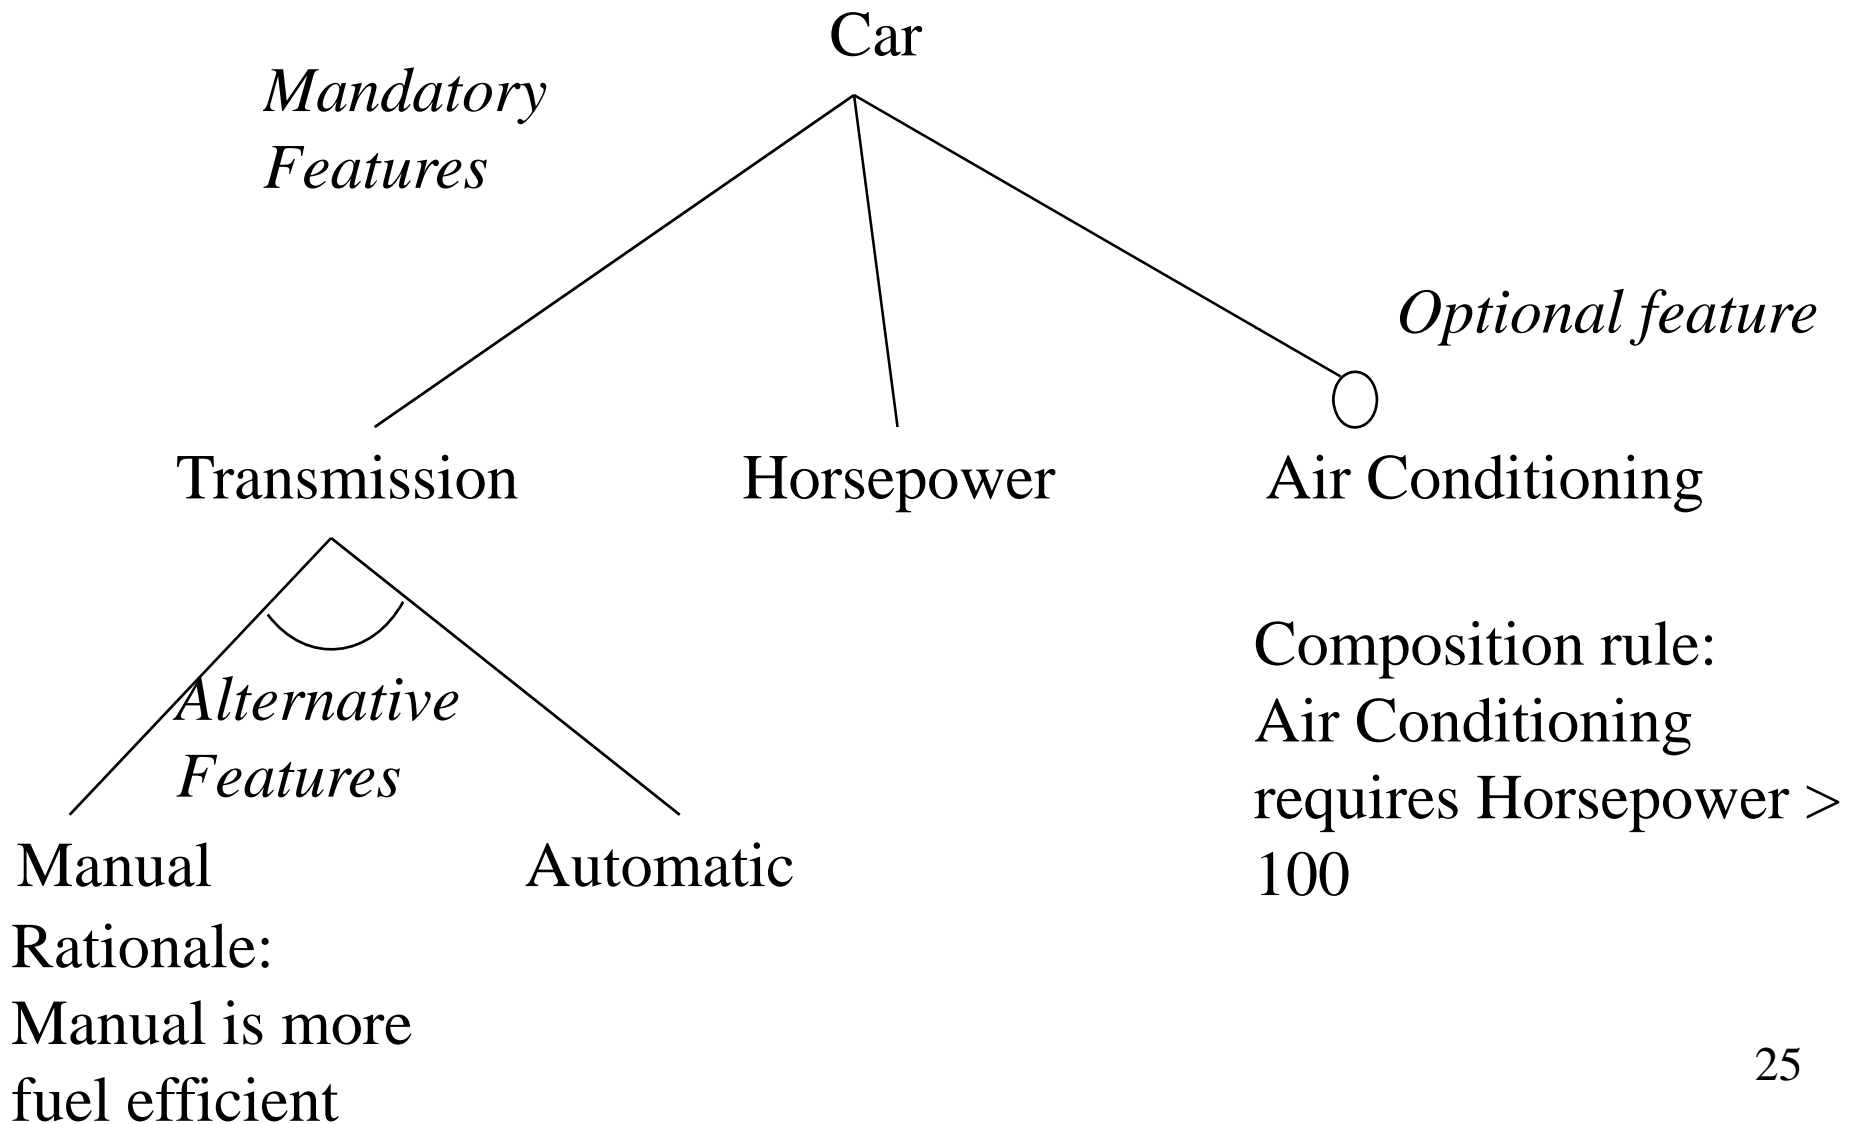 Car
Mandatory
Features
Optional feature
Transmission
Horsepower
Air Conditioning
Alternative
Features
Manual
Automatic
Rationale:
Manual is more
fuel efficient
Composition rule:
Air Conditioning
requires Horsepower >
100
25